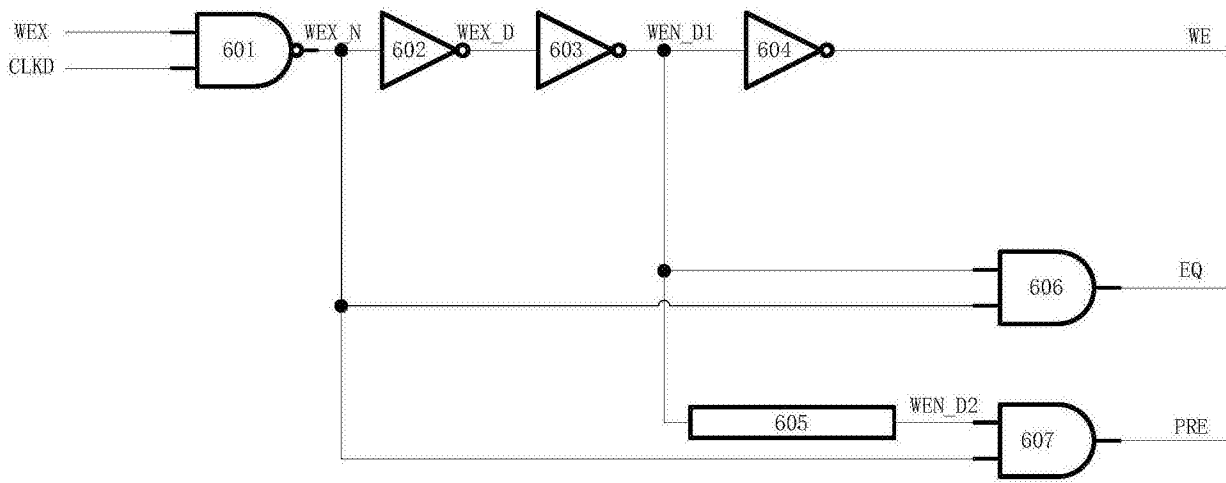 WEX
CLKD
601
WEX_N
602
WEX_D
603
WEN_D1
604
WE
606
EQ
605
WEN_D2
607
PRE